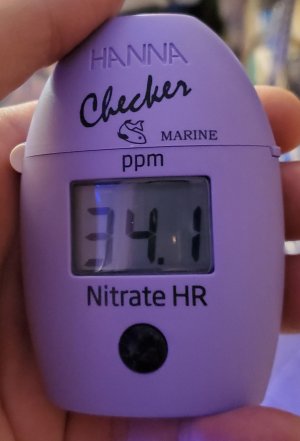 HANNA
Checker
MARINE
ppm
34.1
Nitrate HR